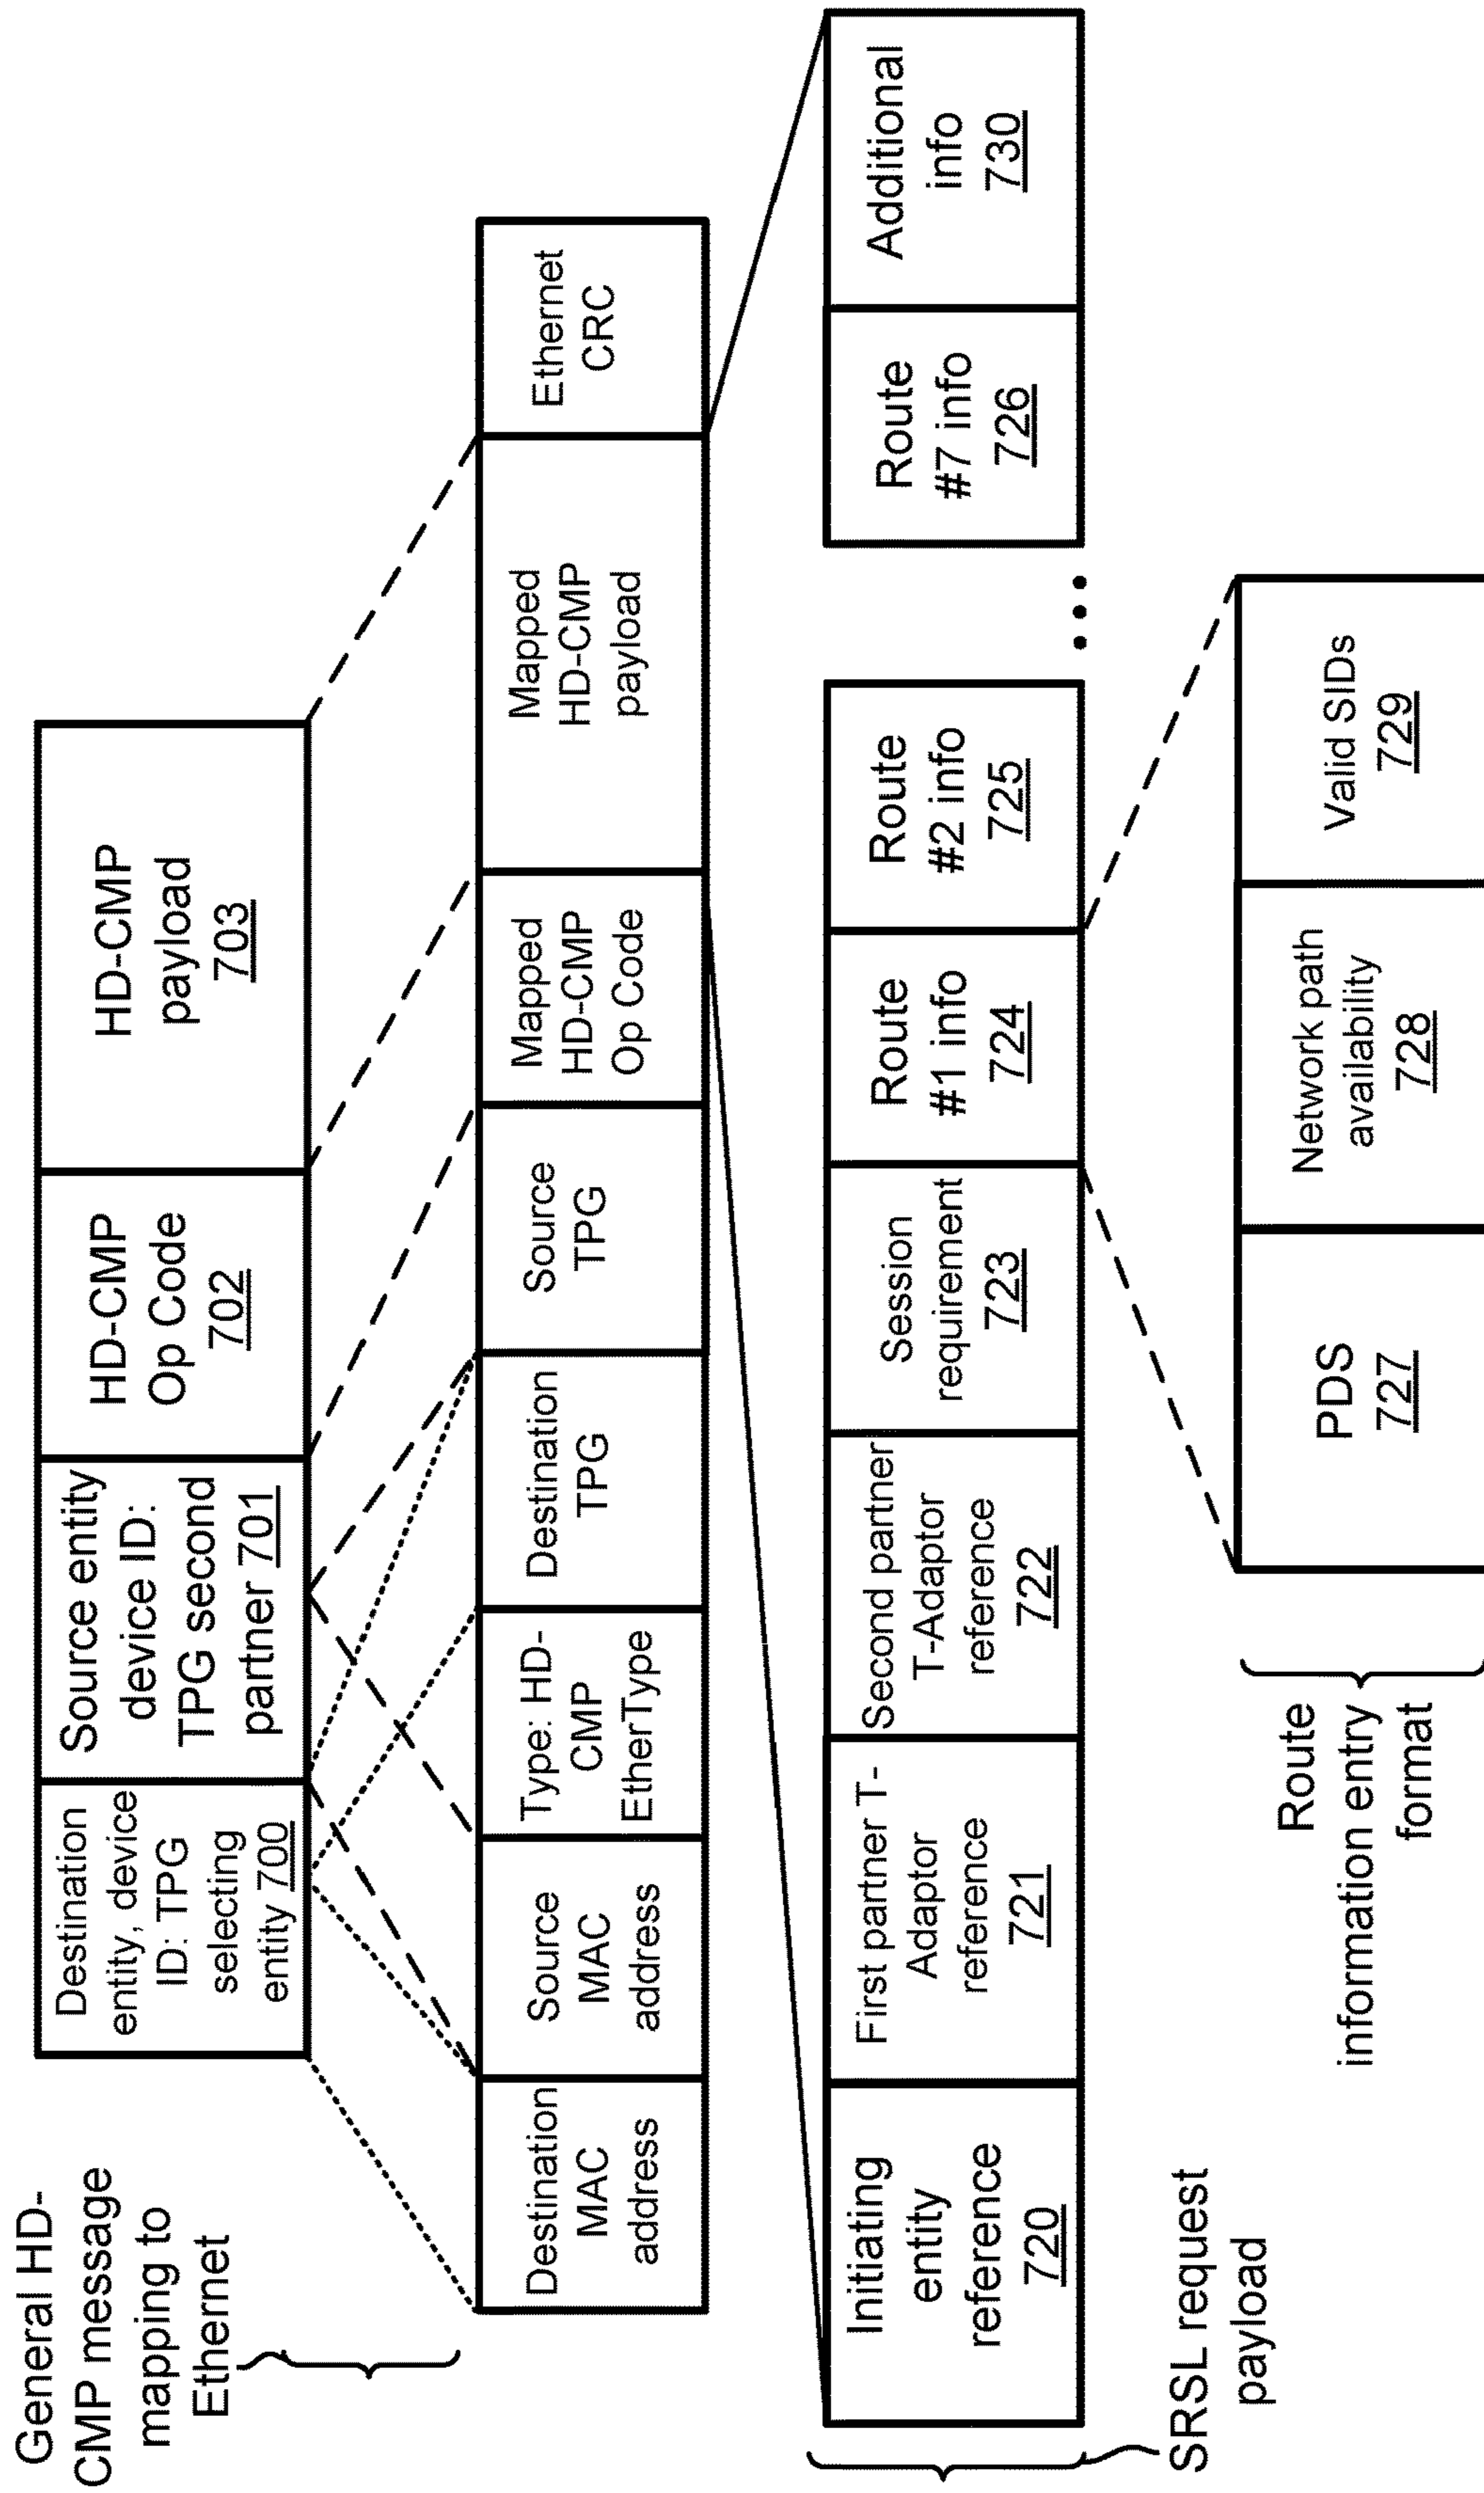 General HD-
CMP message
mapping to
Ethernet
Destination
entity, device
ID: TPG
selecting
entity 700
Source entity
device ID:
TPG second
partner 701
HD-CMP
Op Code
702
HD-CMP
payload
703
Destination
MAC
address
Source
MAC
address
Type: HD-
CMP
EtherType
Destination
TPG
Source
TPG
Mapped
HD-CMP
Op Code
Mapped
HD-CMP
payload
Ethernet
CRC
Initiating
entity
reference
720
First partner T-
Adaptor
reference
721
Second partner
T-Adaptor
reference
722
Session
requirement
723
Route
#1 info
724
Route
#2 info
725
...
Route
#7 info
726
Additional
info
730
SRSL request
payload
Route
information entry
format
PDS
727
Network path
availability
728
Valid SIDs
729